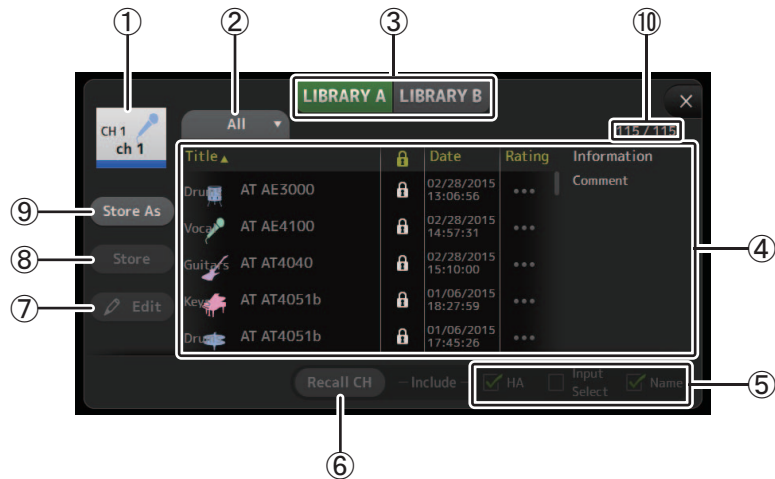 ① ② ③ ⑩
LIBRARY A LIBRARY B
CH 1
ch 1
All
115 / 115
Title Date Rating Information
Drums AT AE3000 02/28/2015 13:06:56 Comment
Vocal AT AE4100 02/28/2015 14:57:31
Guitars AT AT4040 02/28/2015 15:10:00
AT AT4051b 01/06/2015 18:27:59
AT AT4051b 01/06/2015 17:45:26
⑨ Store As
⑧ Store
⑦ Edit
④
Recall CH Include HA Input Select Name
⑤
⑥